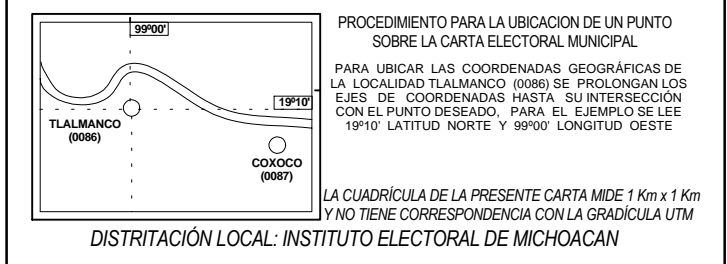 99º00'
19º10'
TLALMANCO
(0086)
COXOCO
(0087)
PROCEDIMIENTO PARA LA UBICACION DE UN PUNTO
SOBRE LA CARTA ELECTORAL MUNICIPAL
PARA UBICAR LAS COORDENADAS GEOGRÁFICAS DE
LA LOCALIDAD TLALMANCO (0086) SE PROLONGAN LOS
EJES DE COORDENADAS HASTA SU INTERSECCIÓN
CON EL PUNTO DESEADO, PARA EL EJEMPLO SE LEE
19º10' LATITUD NORTE Y 99º00' LONGITUD OESTE
LA CUADRÍCULA DE LA PRESENTE CARTA MIDE 1 Km x 1 Km
Y NO TIENE CORRESPONDENCIA CON LA GRADÍCULA UTM
DISTRITACIÓN LOCAL: INSTITUTO ELECTORAL DE MICHOACAN